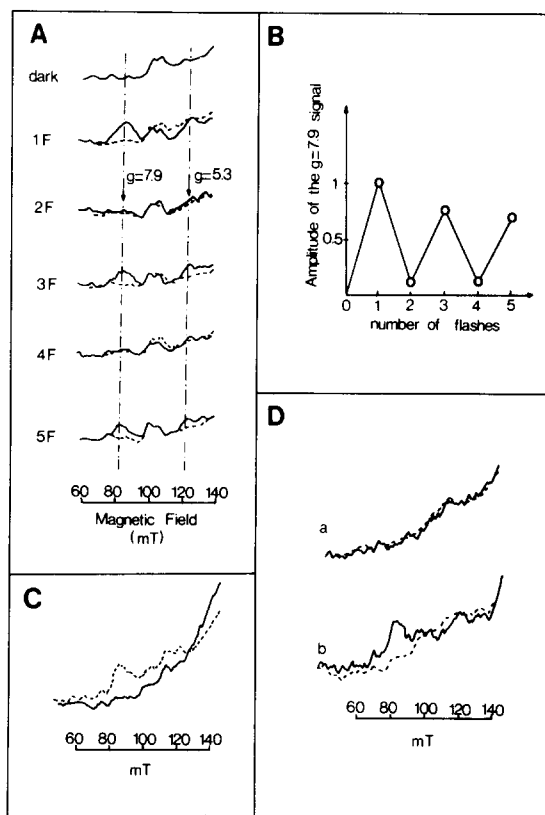 A
dark
1F
g=7.9
g=5.3
2F
3F
4F
5F
60 80 100 120 140
Magnetic Field
(mT)
B
Amplitude of the g=7.9 signal
1
0.5
0 1 2 3 4 5
number of flashes
C
60 80 100 120 140
mT
D
a
b
60 80 100 120 140
mT